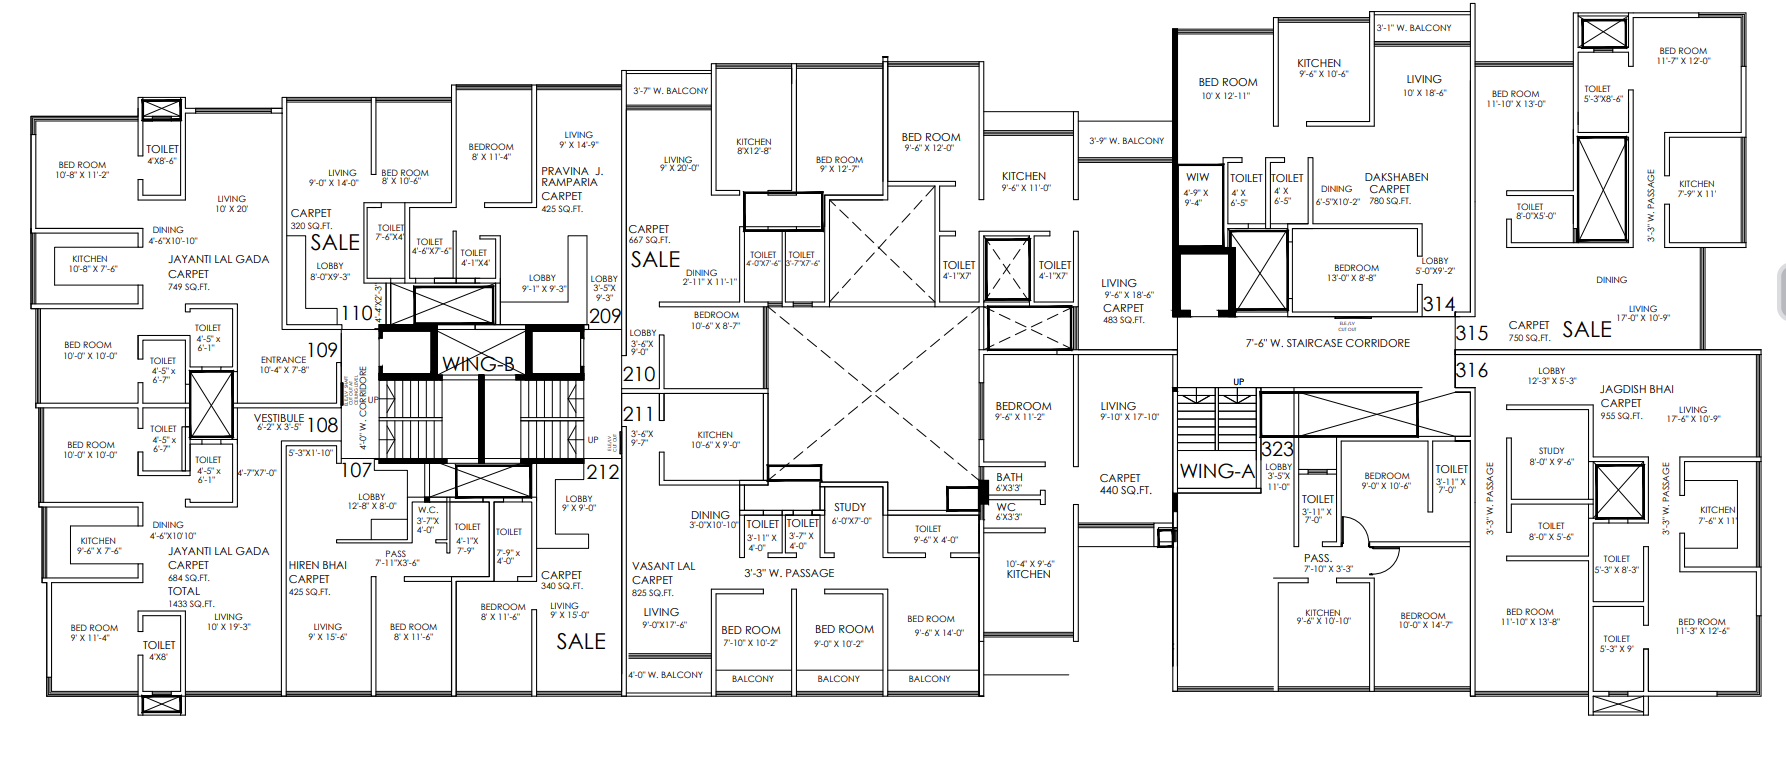 BED ROOM
10'-8" X 11'-2"
TOILET
4'X8'-6"
LIVING
10' X 20'
DINING
4'-6"X10'-10"
KITCHEN
10'-8" X 7'-6"
JAYANTI LAL GADA
CARPET
749 SQ.FT.
BED ROOM
10'-0" X 10'-0"
TOILET
4'-5" x
6'-1"
TOILET
4'-5" x
6'-7"
ENTRANCE
10'-4" X 7'-8"
109
VESTIBULE
6'-2" X 3'-5"
108
BED ROOM
10'-0" X 10'-0"
TOILET
4'-5" x
6'-7"
TOILET
4'-5" x
6'-1"
4'-7"X7'-0"
DINING
4'-6"X10'10"
KITCHEN
9'-6" X 7'-6"
JAYANTI LAL GADA
CARPET
684 SQ.FT.
TOTAL
1433 SQ.FT.
LIVING
10' X 19'-3"
BED ROOM
9' X 11'-4"
TOILET
4'X8'
LIVING
9'-0" X 14'-0"
BED ROOM
8' X 10'-6"
CARPET
320 SQ.FT.
SALE
TOILET
7'-6"X4'
LOBBY
8'-0"X9'-3"
110
4'-4"X2'-3"
BEDROOM
8' X 11'-4"
LIVING
9' X 14'-9"
PRAVINA J.
RAMPARIA
CARPET
425 SQ.FT.
TOILET
4'-6"X7'-6"
TOILET
4'-1"X4'
LOBBY
9'-1" X 9'-3"
LOBBY
3'-5"X
9'-3"
209
WING-B
4'-0" W. CORRIDORE
UP
UP
5'-3"X1'-10"
107
LOBBY
12'-8" X 8'-0"
W.C.
3'-7"X
4'-0"
TOILET
4'-1"X
7'-9"
TOILET
7'-9" x
4'-0"
PASS
7'-11"X3'-6"
HIREN BHAI
CARPET
425 SQ.FT.
LIVING
9' X 15'-6"
BED ROOM
8' X 11'-6"
212
LOBBY
9' X 9'-0"
CARPET
340 SQ.FT.
BEDROOM
8' X 11'-6"
LIVING
9' X 15'-0"
SALE
3'-7" W. BALCONY
LIVING
9' X 20'-0"
KITCHEN
8'X12'-8"
BED ROOM
9' X 12'-7"
BED ROOM
9'-6" X 12'-0"
CARPET
667 SQ.FT.
SALE
DINING
2'-11" X 11'-1"
TOILET
4'-0"X7'-6"
TOILET
3'-7"X7'-6"
TOILET
4'-1"X7'
BEDROOM
10'-6" X 8'-7"
LOBBY
3'-6"X
9'-0"
210
211
3'-6"X
9'-7"
KITCHEN
10'-6" X 9'-0"
DINING
3'-0"X10'-10"
TOILET
3'-11" X
4'-0"
TOILET
3'-7" X
4'-0"
STUDY
6'-0"X7'-0"
TOILET
9'-6" X 4'-0"
3'-3" W. PASSAGE
VASANT LAL
CARPET
825 SQ.FT.
LIVING
9'-0"X17'-6"
BED ROOM
7'-10" X 10'-2"
BED ROOM
9'-0" X 10'-2"
BED ROOM
9'-6" X 14'-0"
4'-0" W. BALCONY
BALCONY
BALCONY
BALCONY
KITCHEN
9'-6" X 11'-0"
3'-9" W. BALCONY
TOILET
4'-1"X7'
LIVING
9'-6" X 18'-6"
CARPET
483 SQ.FT.
BEDROOM
9'-6" X 11'-2"
LIVING
9'-10" X 17'-10"
BATH
6'X3'3"
WC
6'X3'3"
CARPET
440 SQ.FT.
10'-4" X 9'-6"
KITCHEN
3'-1" W. BALCONY
BED ROOM
10' X 12'-11"
KITCHEN
9'-6" X 10'-6"
LIVING
10' X 18'-6"
WIW
4'-9" X
9'-4"
TOILET
4' X
6'-5"
TOILET
4' X
6'-5"
DINING
6'-5"X10'-2"
DAKSHABEN
CARPET
780 SQ.FT.
BEDROOM
13'-0" X 8'-8"
LOBBY
5'-0"X9'-2"
314
ELE./LV
CUT OUT
7'-6" W. STAIRCASE CORRIDORE
315
316
UP
WING-A
323
LOBBY
3'-5"X
11'-0"
TOILET
3'-11" X
7'-0"
BEDROOM
9'-0" X 10'-6"
TOILET
3'-11" X
7'-0"
PASS.
7'-10" X 3'-3"
KITCHEN
9'-6" X 10'-10"
BEDROOM
10'-0" X 14'-7"
BED ROOM
11'-10" X 13'-0"
TOILET
5'-3"X8'-6"
BED ROOM
11'-7" X 12'-0"
TOILET
8'-0"X5'-0"
3'-3" W. PASSAGE
KITCHEN
7'-9" X 11'
DINING
LIVING
17'-0" X 10'-9"
CARPET
750 SQ.FT.
SALE
LOBBY
12'-3" X 5'-3"
JAGDISH BHAI
CARPET
955 SQ.FT.
LIVING
17'-6" X 10'-9"
STUDY
8'-0" X 9'-6"
3'-3" W. PASSAGE
3'-3" W. PASSAGE
KITCHEN
7'-6" X 11'
TOILET
8'-0" X 5'-6"
TOILET
5'-3" X 8'-3"
BED ROOM
11'-10" X 13'-8"
TOILET
5'-3" X 9'
BED ROOM
11'-3" X 12'-6"